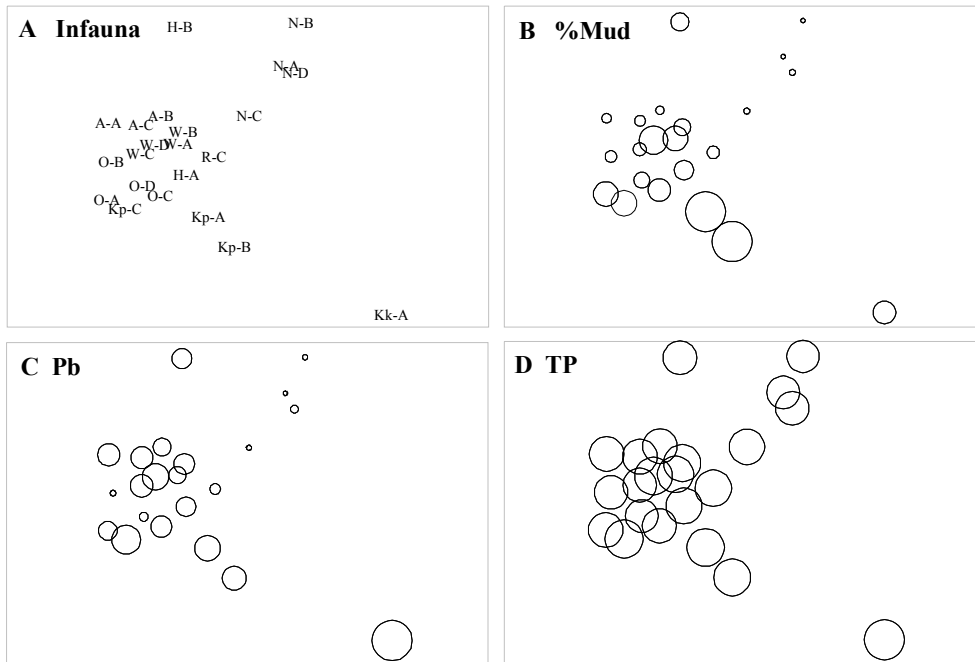 A Infauna
H-B
N-B
N-A
N-D
N-C
A-A
A-C
A-B
W-B
W-D
W-A
W-C
O-B
R-C
H-A
O-D
O-C
O-A
Kp-C
Kp-A
Kp-B
Kk-A
B %Mud
C Pb
D TP